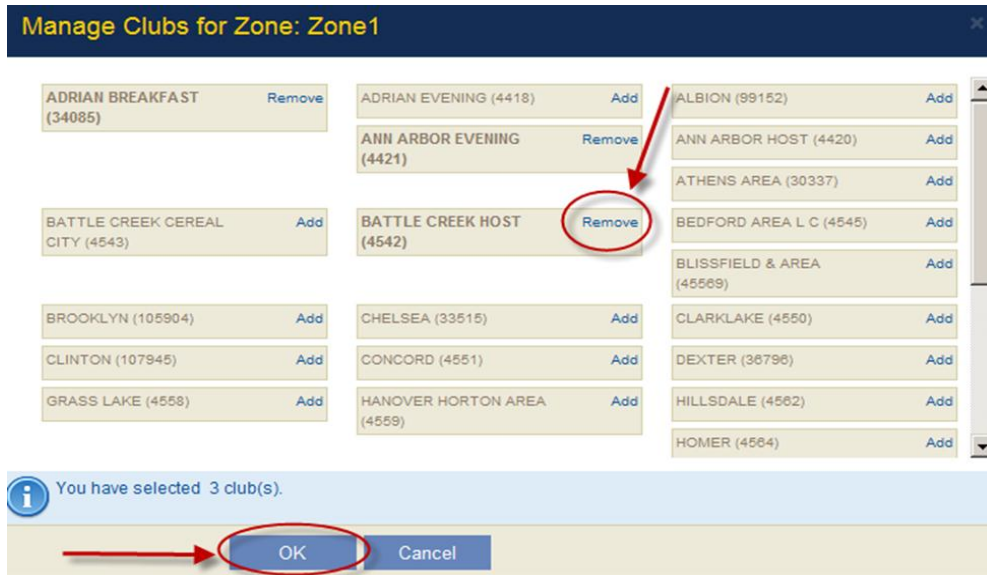 Manage Clubs for Zone: Zone1
ADRIAN BREAKFAST
(34085)
Remove
ADRIAN EVENING (4418)
Add
ALBION (99152)
Add
ANN ARBOR EVENING
(4421)
Remove
ANN ARBOR HOST (4420)
Add
ATHENS AREA (30337)
Add
BATTLE CREEK CEREAL
CITY (4543)
Add
BATTLE CREEK HOST
(4542)
Remove
BEDFORD AREA L C (4545)
Add
BLISSFIELD & AREA
(45569)
Add
BROOKLYN (105904)
Add
CHELSEA (33515)
Add
CLARKLAKE (4550)
Add
CLINTON (107945)
Add
CONCORD (4551)
Add
DEXTER (36796)
Add
GRASS LAKE (4558)
Add
HANOVER HORTON AREA
(4559)
Add
HILLSDALE (4562)
Add
HOMER (4564)
Add
You have selected 3 club(s).
OK
Cancel